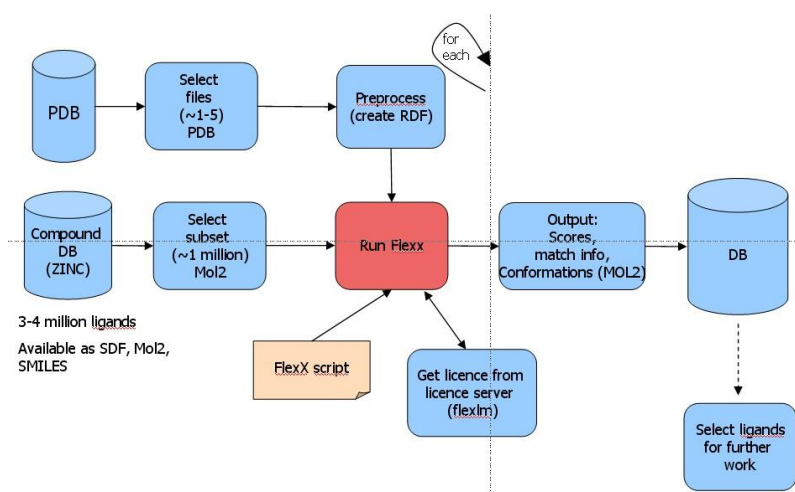 for
each
PDB
Select
files
(~1-5)
PDB
Preprocess
(create RDF)
Compound
DB
(ZINC)
Select
subset
(~1 million)
Mol2
Run Flexx
Output:
Scores,
match info,
Conformations (MOL2)
DB
3-4 million ligands
Available as SDF, Mol2,
SMILES
FlexX script
Get licence from
licence server
(flexlm)
Select ligands
for further
work